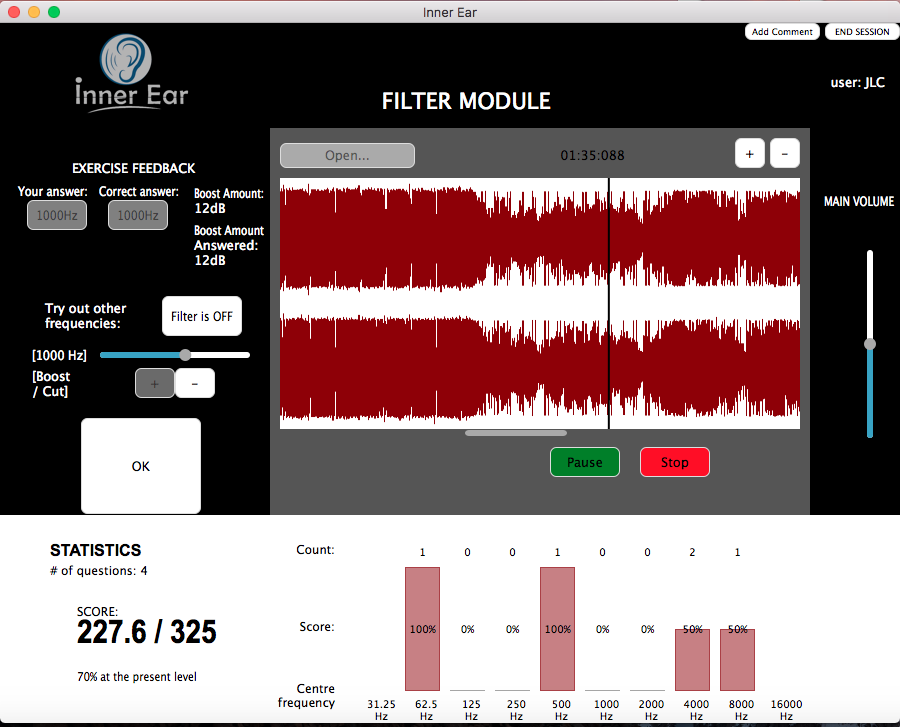 Inner Ear
Add Comment
END SESSION
inner Ear
FILTER MODULE
user: JLC
EXERCISE FEEDBACK
Your answer:
Correct answer:
1000Hz
1000Hz
Boost Amount:
12dB
Boost Amount
Answered:
12dB
Try out other
frequencies:
Filter is OFF
[1000 Hz]
[Boost
/ Cut]
+
-
OK
Open...
01:35:088
+
-
Pause
Stop
MAIN VOLUME
STATISTICS
# of questions: 4
SCORE:
227.6 / 325
70% at the present level
Count:
1 0 0 1 0 0 2 1
Score:
100% 0% 0% 100% 0% 0% 50% 50%
Centre
frequency
31.25 62.5 125 250 500 1000 2000 4000 8000 16000
Hz Hz Hz Hz Hz Hz Hz Hz Hz Hz